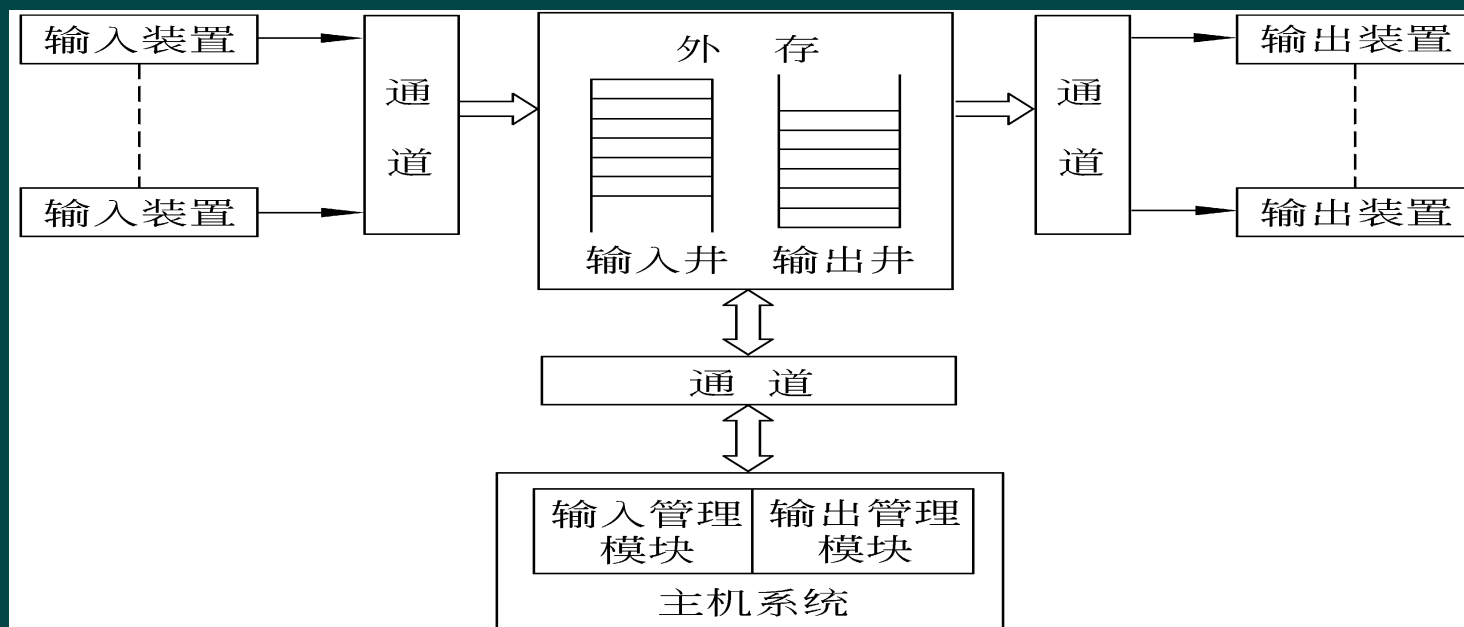 输入装置
输入装置
通
道
外 存
输入井 输出井
通
道
输出装置
输出装置
通 道
输入管理
模块
输出管理
模块
主机系统